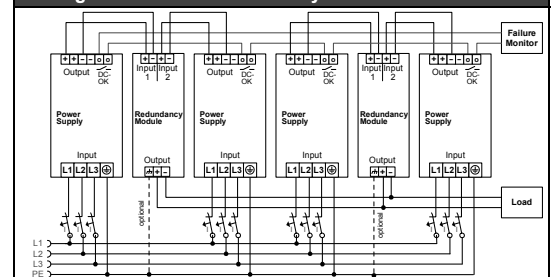 Failure
Monitor
+ + - - o o
Output
DC-
OK
Power
Supply
Input
L1 L2 L3
+ - + -
Input
1
Input
2
Redundancy
Module
Output
+ -
optional
+ + - - o o
Output
DC-
OK
Power
Supply
Input
L1 L2 L3
+ + - - o o
Output
DC-
OK
Power
Supply
Input
L1 L2 L3
+ - + -
Input
1
Input
2
Redundancy
Module
Output
+ -
optional
+ + - - o o
Output
DC-
OK
Power
Supply
Input
L1 L2 L3
Load
L1
L2
L3
PE